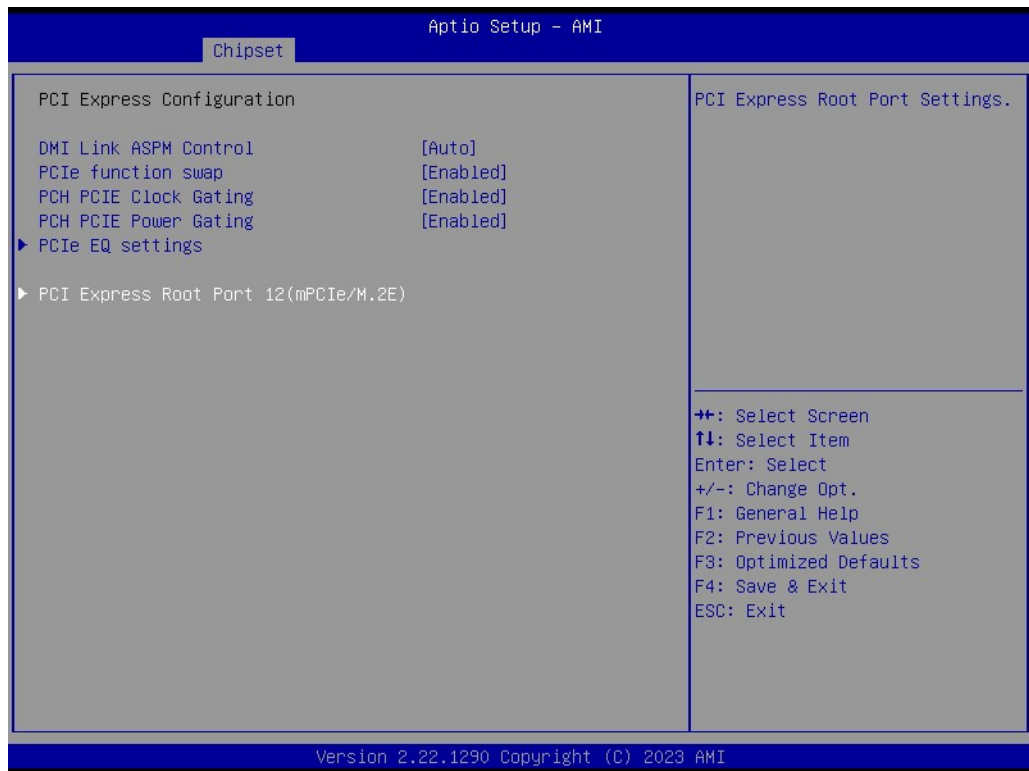 Aptio Setup - AMI
Chipset
PCI Express Configuration
DMI Link ASPM Control [Auto]
PCIe function swap [Enabled]
PCH PCIE Clock Gating [Enabled]
PCH PCIE Power Gating [Enabled]
PCIe EQ settings
PCI Express Root Port 12(mPCIe/M.2E)
PCI Express Root Port Settings.
→←: Select Screen
↑↓: Select Item
Enter: Select
+/-: Change Opt.
F1: General Help
F2: Previous Values
F3: Optimized Defaults
F4: Save & Exit
ESC: Exit
Version 2.22.1290 Copyright (C) 2023 AMI